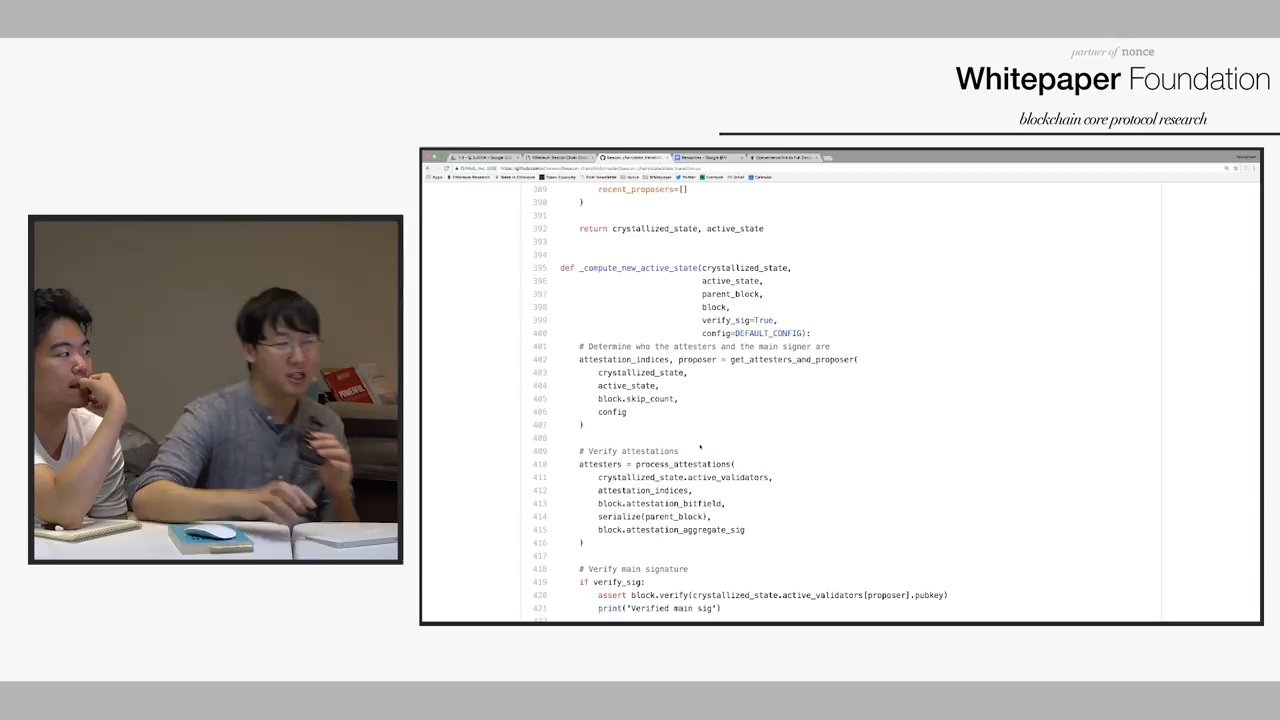 partner of nonce
Whitepaper Foundation
blockchain core protocol research
389 recent_proposers=[]
390 )
391
392 return crystallized_state, active_state
393
394
395 def _compute_new_active_state(crystallized_state,
396 active_state,
397 parent_block,
398 block,
399 verify_sig=True,
400 config=DEFAULT_CONFIG):
401 # Determine who the attesters and the main signer are
402 attestation_indices, proposer = get_attesters_and_proposer(
403 crystallized_state,
404 active_state,
405 block.skip_count,
406 config
407 )
408
409 # Verify attestations
410 attesters = process_attestations(
411 crystallized_state.active_validators,
412 attestation_indices,
413 block.attestation_bitfield,
414 serialize(parent_block),
415 block.attestation_aggregate_sig
416 )
417
418 # Verify main signature
419 if verify_sig:
420 assert block.verify(crystallized_state.active_validators[proposer].pubkey)
421 print('Verified main sig')
POWERFUL